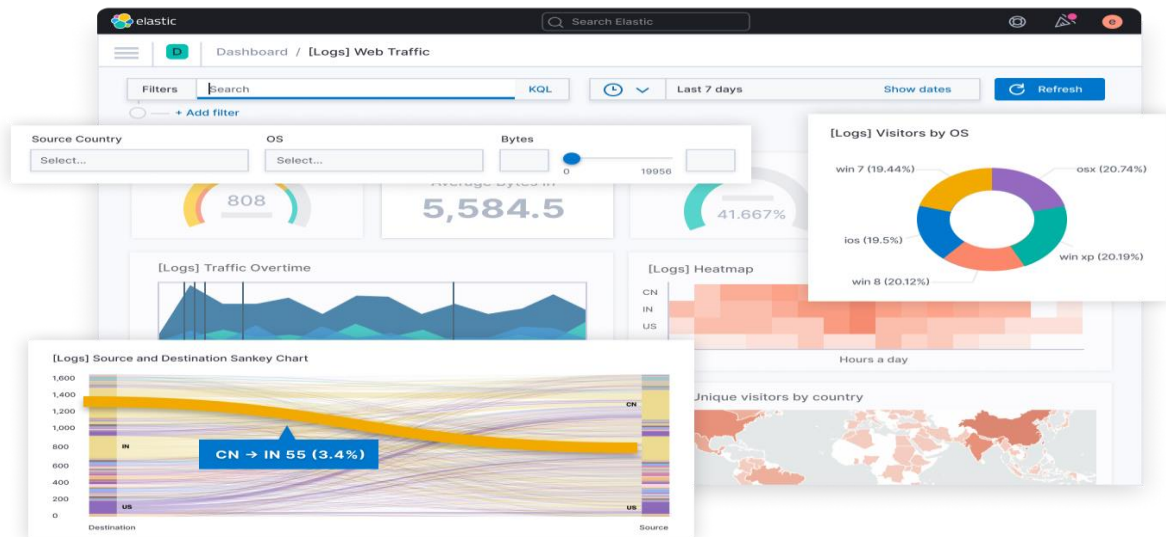 elastic
Search Elastic
e
D
Dashboard / [Logs] Web Traffic
Filters
Search
KQL
Last 7 days
Show dates
Refresh
+ Add filter
Source Country
OS
Bytes
Select...
Select...
0
19956
808
Average Bytes In
5,584.5
41.667%
[Logs] Visitors by OS
win 7 (19.44%)
osx (20.74%)
ios (19.5%)
win xp (20.19%)
win 8 (20.12%)
[Logs] Traffic Overtime
[Logs] Heatmap
CN
IN
US
Hours a day
[Logs] Source and Destination Sankey Chart
1,600
1,400
1,200
1,000
800
600
400
200
0
IN
US
CN
US
CN → IN 55 (3.4%)
Destination
Source
Unique visitors by country